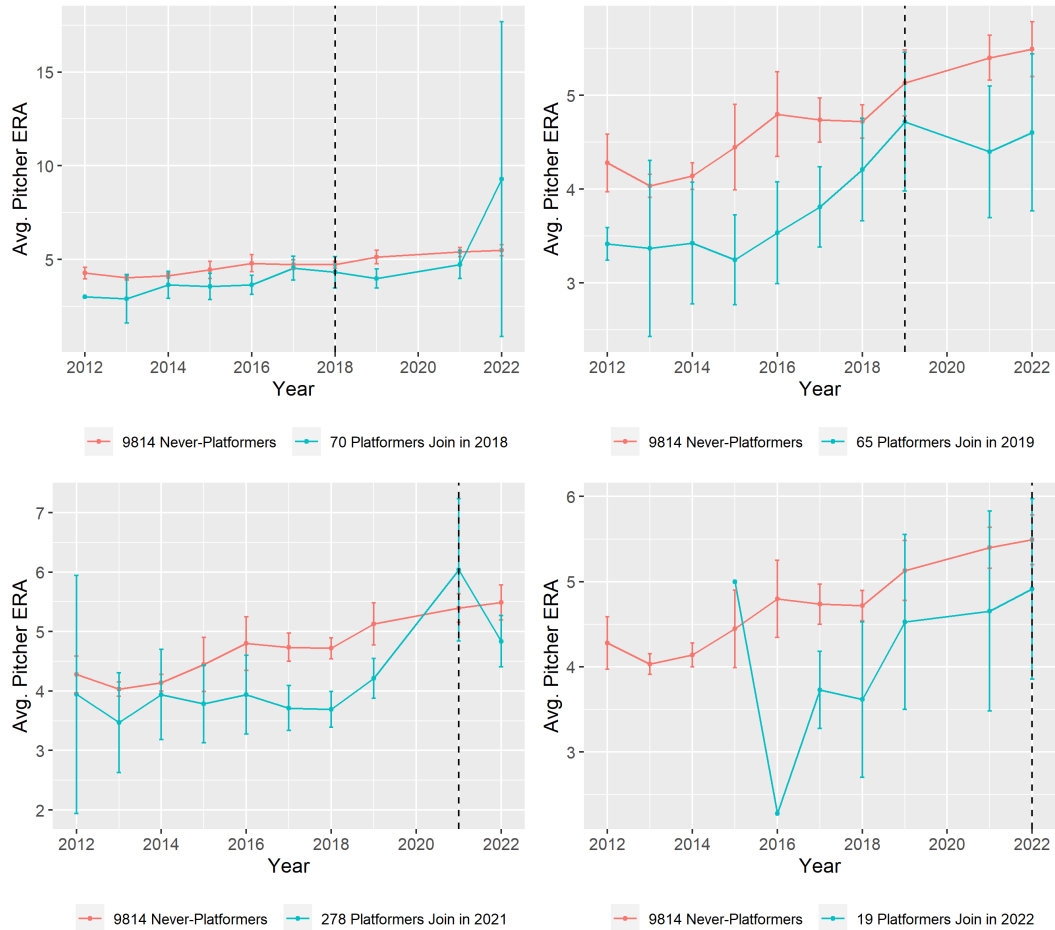 Avg. Pitcher ERA
15
10
5
2012 2014 2016 2018 2020 2022
Year
9814 Never-Platformers 70 Platformers Join in 2018
Avg. Pitcher ERA
5
4
3
2012 2014 2016 2018 2020 2022
Year
9814 Never-Platformers 65 Platformers Join in 2019
Avg. Pitcher ERA
7
6
5
4
3
2
2012 2014 2016 2018 2020 2022
Year
9814 Never-Platformers 278 Platformers Join in 2021
Avg. Pitcher ERA
6
5
4
3
2012 2014 2016 2018 2020 2022
Year
9814 Never-Platformers 19 Platformers Join in 2022